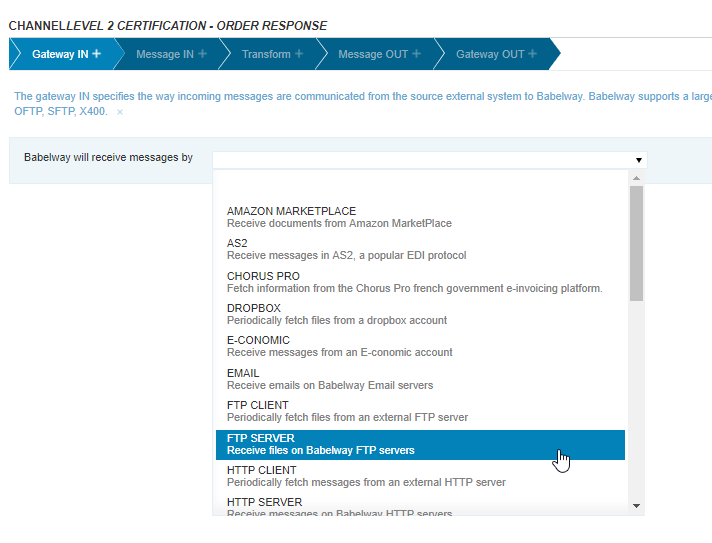 CHANNELLEVEL 2 CERTIFICATION - ORDER RESPONSE
Gateway IN + Message IN + Transform + Message OUT + Gateway OUT +
The gateway IN specifies the way incoming messages are communicated from the source external system to Babelway. Babelway supports a large
OFTP, SFTP, X400. ×
Babelway will receive messages by
AMAZON MARKETPLACE
Receive documents from Amazon MarketPlace
AS2
Receive messages in AS2, a popular EDI protocol
CHORUS PRO
Fetch information from the Chorus Pro french government e-invoicing platform.
DROPBOX
Periodically fetch files from a dropbox account
E-CONOMIC
Receive messages from an E-conomic account
EMAIL
Receive emails on Babelway Email servers
FTP CLIENT
Periodically fetch files from an external FTP server
FTP SERVER
Receive files on Babelway FTP servers
HTTP CLIENT
Periodically fetch messages from an external HTTP server
HTTP SERVER
Receive messages on Babelway HTTP servers